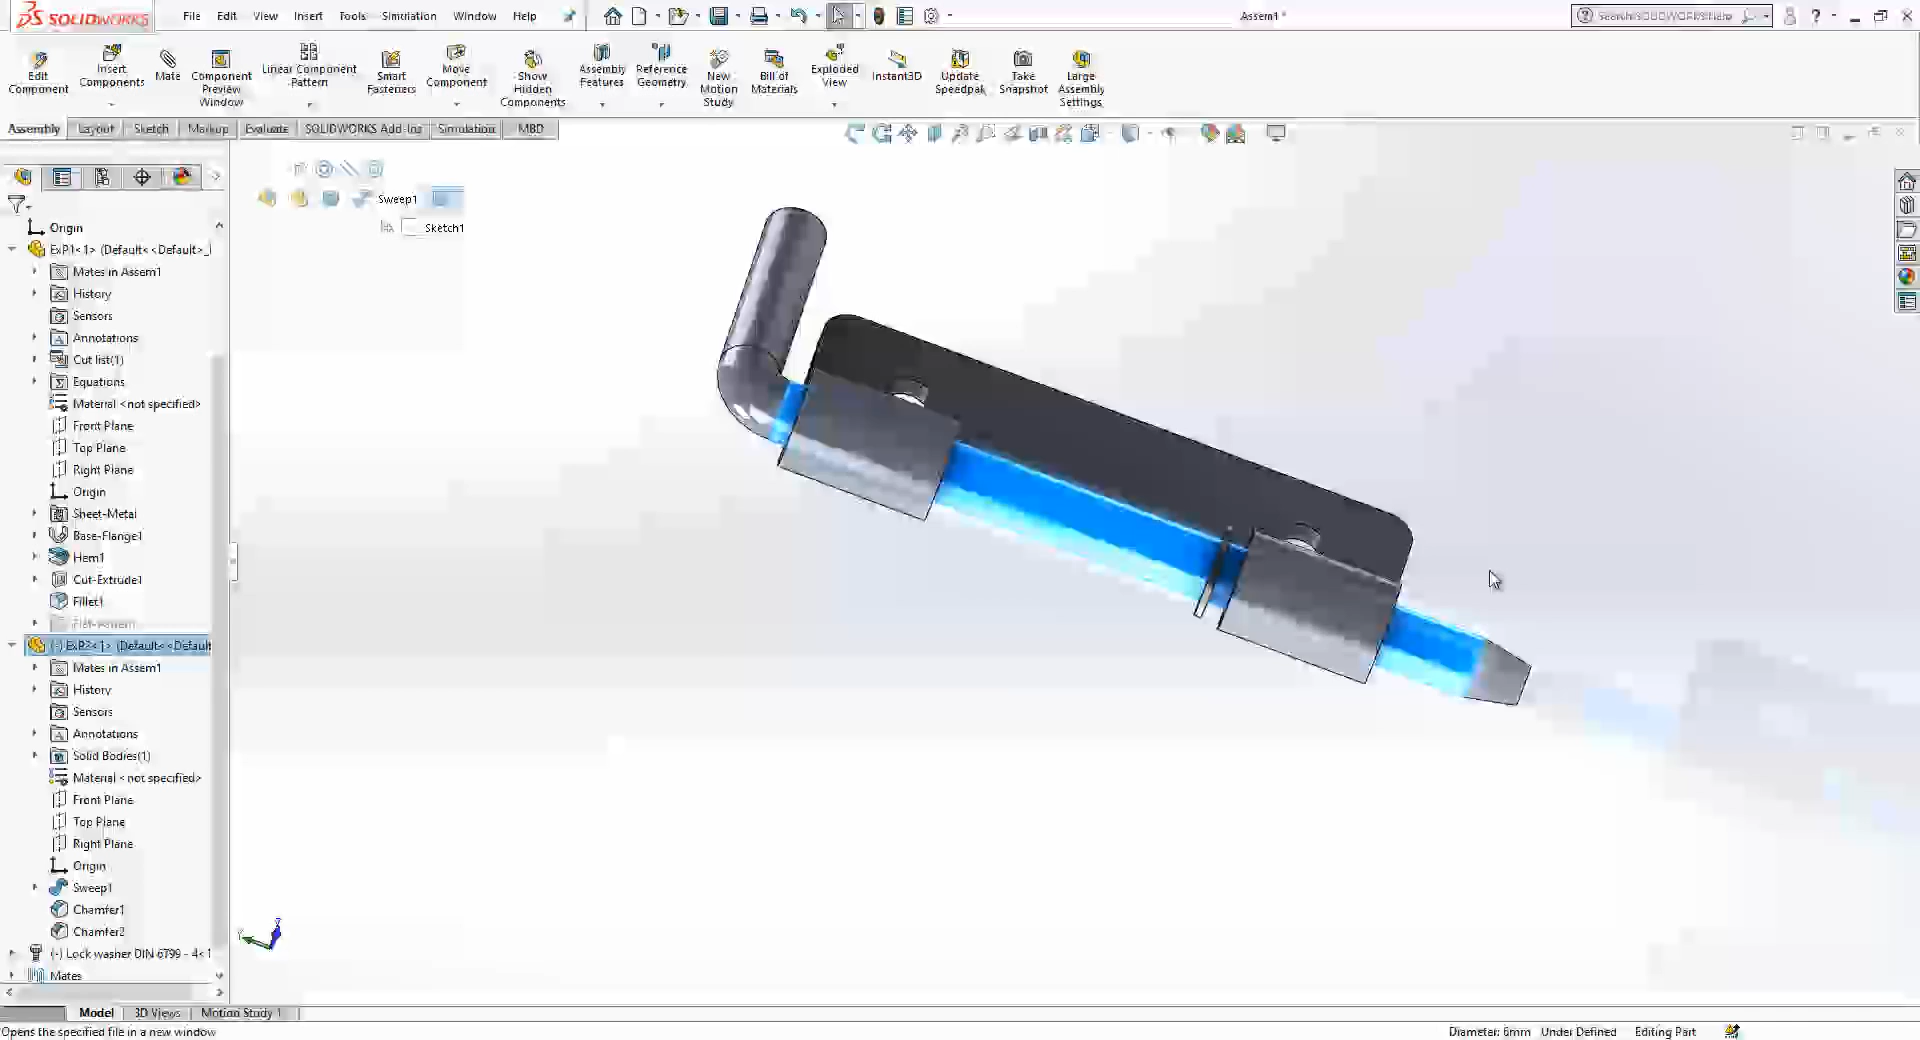 SOLIDWORKS File Edit View Insert Tools Simulation Window Help Assem1 * Search SOLIDWORKS Help
Edit Component
Insert Components
Mate
Component Preview Window
Linear Component Pattern
Smart Fasteners
Move Component
Show Hidden Components
Assembly Features
Reference Geometry
New Motion Study
Bill of Materials
Exploded View
Instant3D
Update Speedpak
Take Snapshot
Large Assembly Settings
Assembly Layout Sketch Markup Evaluate SOLIDWORKS Add-Ins Simulation MBD
Sweep1
Sketch1
Origin
ExP1<1> (Default<<Default>_
Mates in Assem1
History
Sensors
Annotations
Cut list(1)
Equations
Material <not specified>
Front Plane
Top Plane
Right Plane
Origin
Sheet-Metal
Base-Flange1
Hem1
Cut-Extrude1
Fillet1
Flat-Pattern
(-) ExP2<1> (Default<<Default
Mates in Assem1
History
Sensors
Annotations
Solid Bodies(1)
Material <not specified>
Front Plane
Top Plane
Right Plane
Origin
Sweep1
Chamfer1
Chamfer2
(-) Lock washer DIN 6799 - 4<1
Mates
Model 3D Views Motion Study 1
Opens the specified file in a new window
Diameter: 6mm Under Defined Editing Part